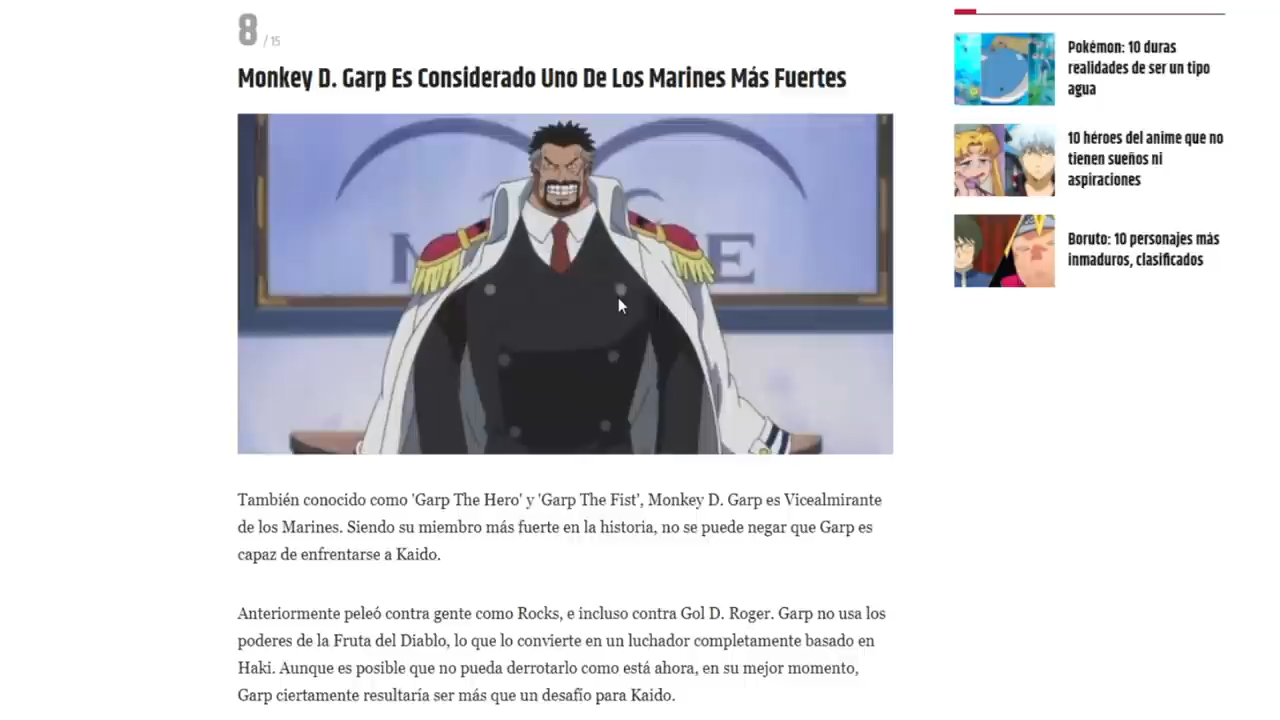 8 / 15
Monkey D. Garp Es Considerado Uno De Los Marines Más Fuertes
M E
También conocido como 'Garp The Hero' y 'Garp The Fist', Monkey D. Garp es Vicealmirante
de los Marines. Siendo su miembro más fuerte en la historia, no se puede negar que Garp es
capaz de enfrentarse a Kaido.
Anteriormente peleó contra gente como Rocks, e incluso contra Gol D. Roger. Garp no usa los
poderes de la Fruta del Diablo, lo que lo convierte en un luchador completamente basado en
Haki. Aunque es posible que no pueda derrotarlo como está ahora, en su mejor momento,
Garp ciertamente resultaría ser más que un desafío para Kaido.
Pokémon: 10 duras
realidades de ser un tipo
agua
10 héroes del anime que no
tienen sueños ni
aspiraciones
Boruto: 10 personajes más
inmaduros, clasificados